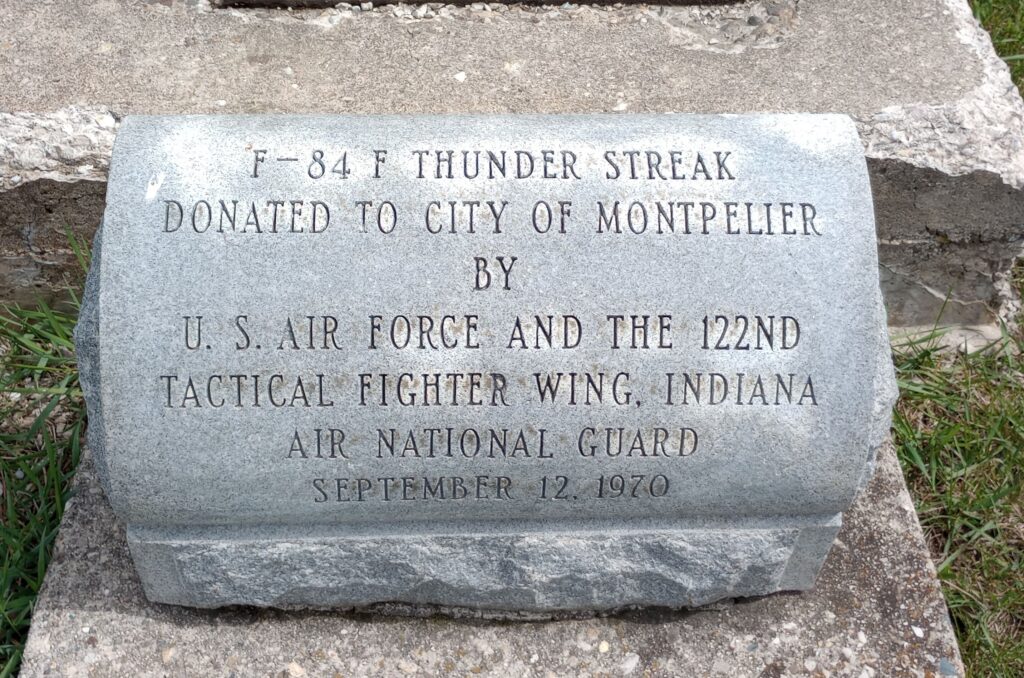 F-84 F THUNDER STREAK
DONATED TO CITY OF MONTPELIER
BY
U. S. AIR FORCE AND THE 122ND
TACTICAL FIGHTER WING, INDIANA
AIR NATIONAL GUARD
SEPTEMBER 12, 1970